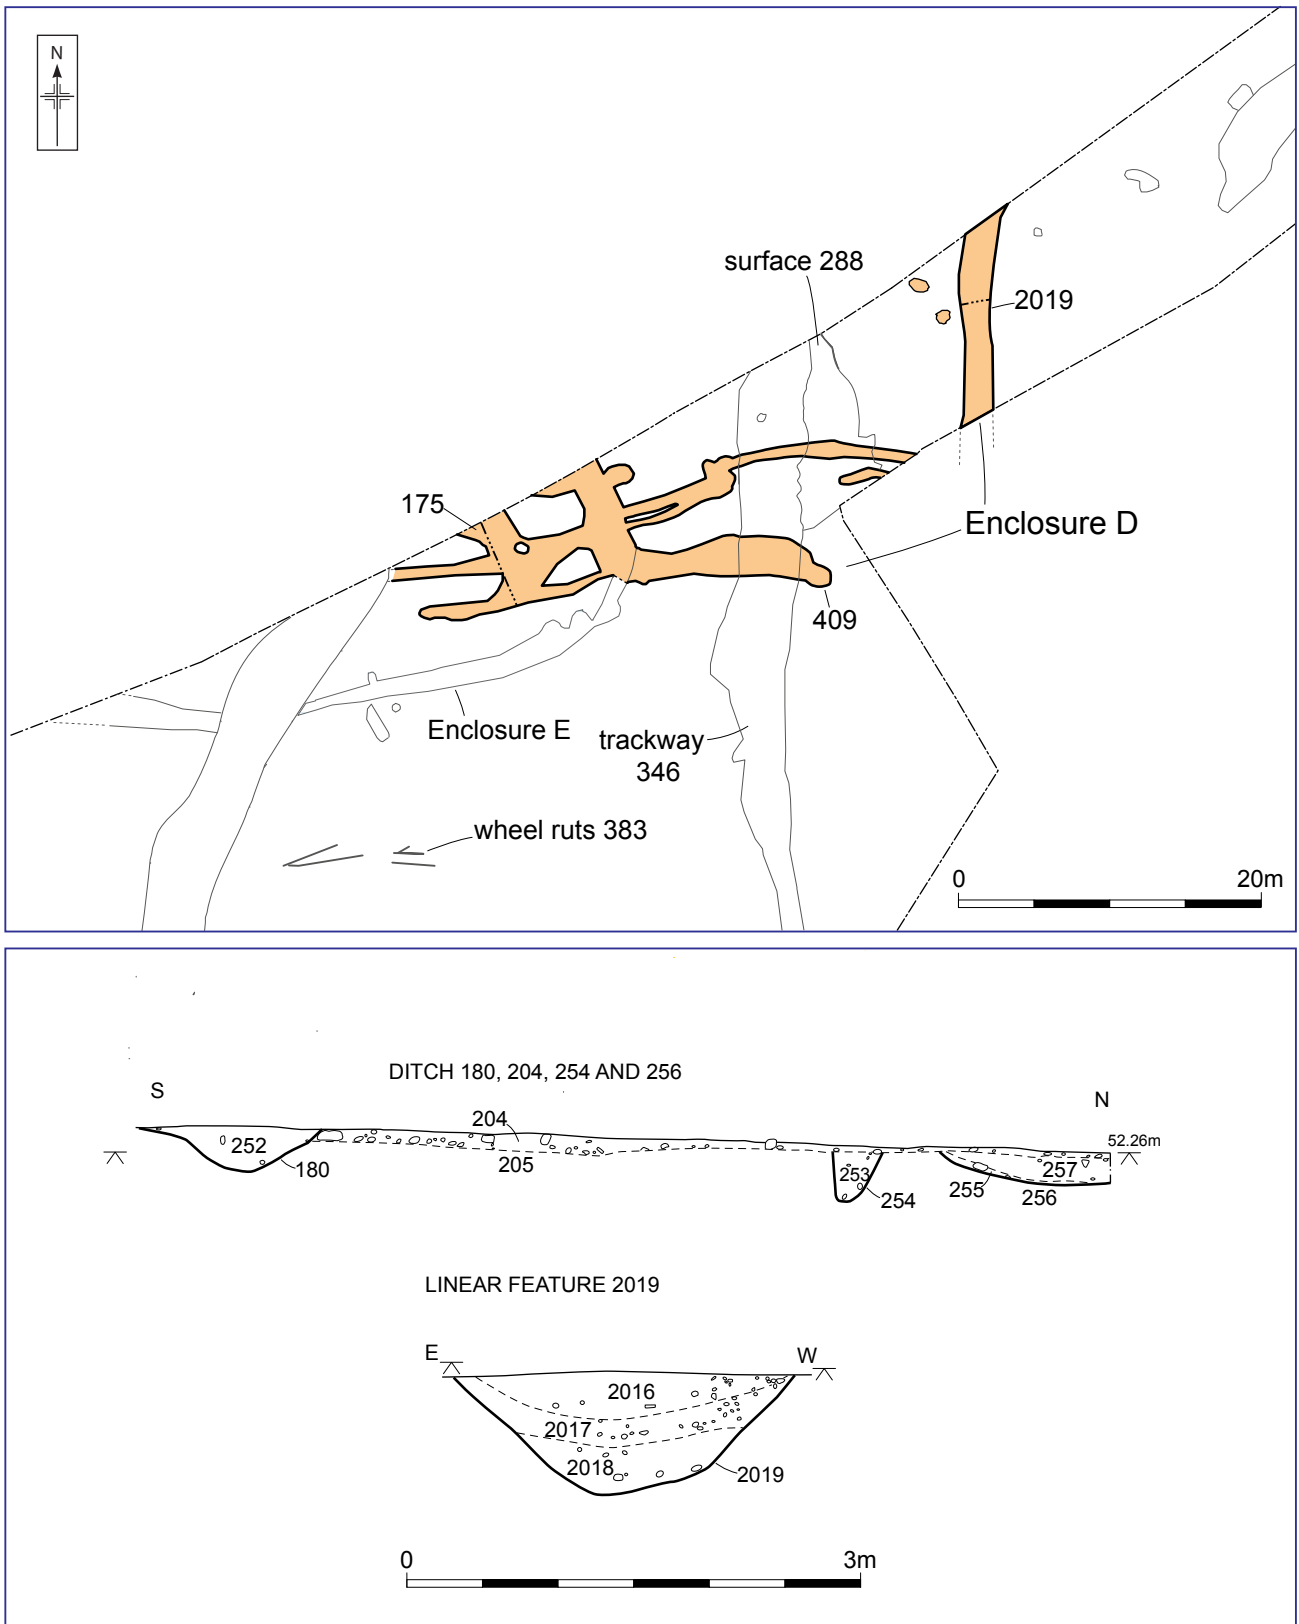 N
surface 288
2019
175
Enclosure D
409
Enclosure E
trackway
346
wheel ruts 383
0 20m
DITCH 180, 204, 254 AND 256
S
N
204
52.26m
252
205
180
253
254
257
255
256
LINEAR FEATURE 2019
E
W
2016
2017
2018
2019
0 3m